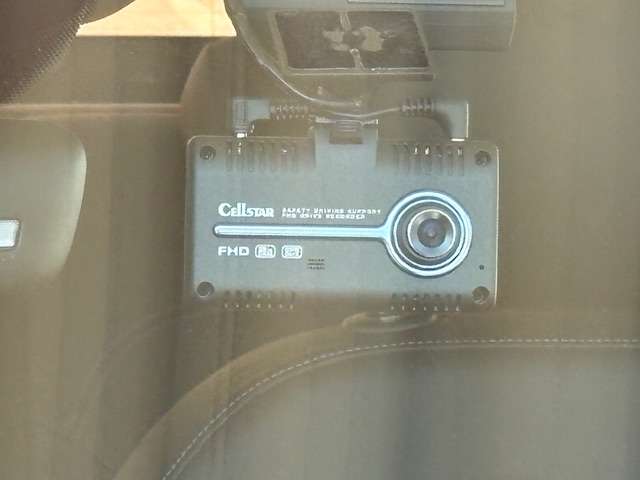 CELLSTAR
SAFETY DRIVING SUPPORT
FHD DRIVE RECORDER
FHD